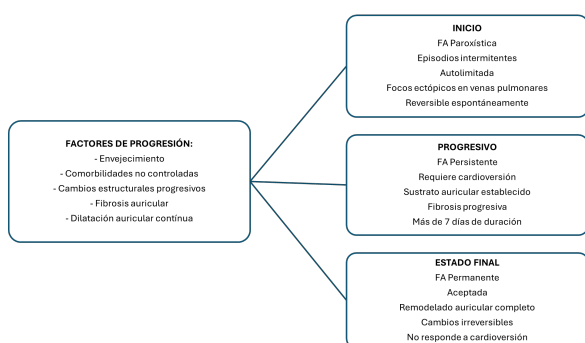 FACTORES DE PROGRESIÓN:
- Envejecimiento
- Comorbilidades no controladas
- Cambios estructurales progresivos
- Fibrosis auricular
- Dilatación auricular contínua
INICIO
FA Paroxística
Episodios intermitentes
Autolimitada
Focos ectópicos en venas pulmonares
Reversible espontáneamente
PROGRESIVO
FA Persistente
Requiere cardioversión
Sustrato auricular establecido
Fibrosis progresiva
Más de 7 días de duración
ESTADO FINAL
FA Permanente
Aceptada
Remodelado auricular completo
Cambios irreversibles
No responde a cardioversión